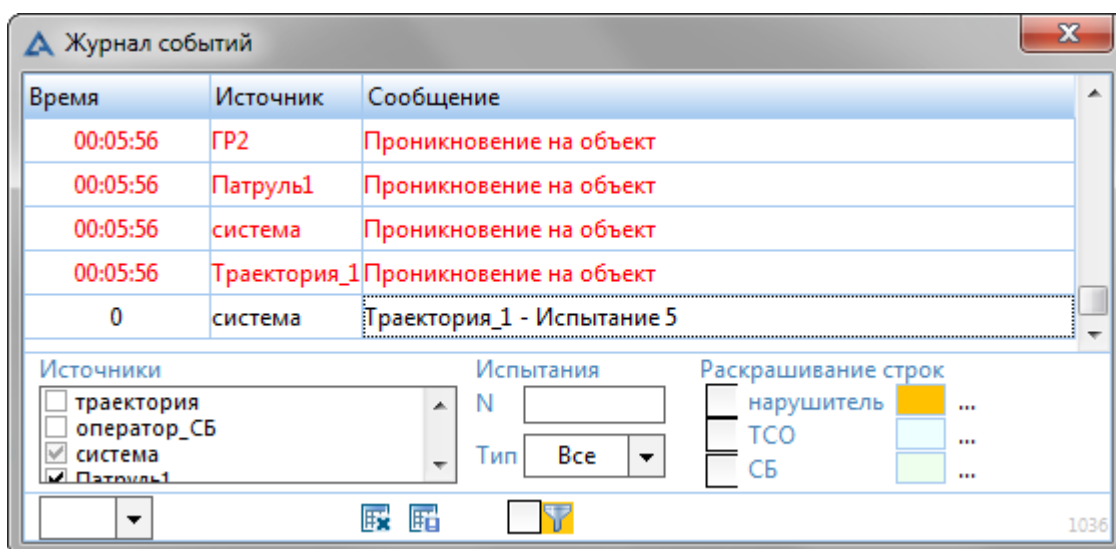 Журнал событий
Время Источник Сообщение
00:05:56 ГР2 Проникновение на объект
00:05:56 Патруль1 Проникновение на объект
00:05:56 система Проникновение на объект
00:05:56 Траектория_1 Проникновение на объект
0 система Траектория_1 - Испытание 5
Источники Испытания Раскрашивание строк
траектория N нарушитель ...
оператор_СБ ТСО ...
система Тип Все СБ ...
Патруль1
1036